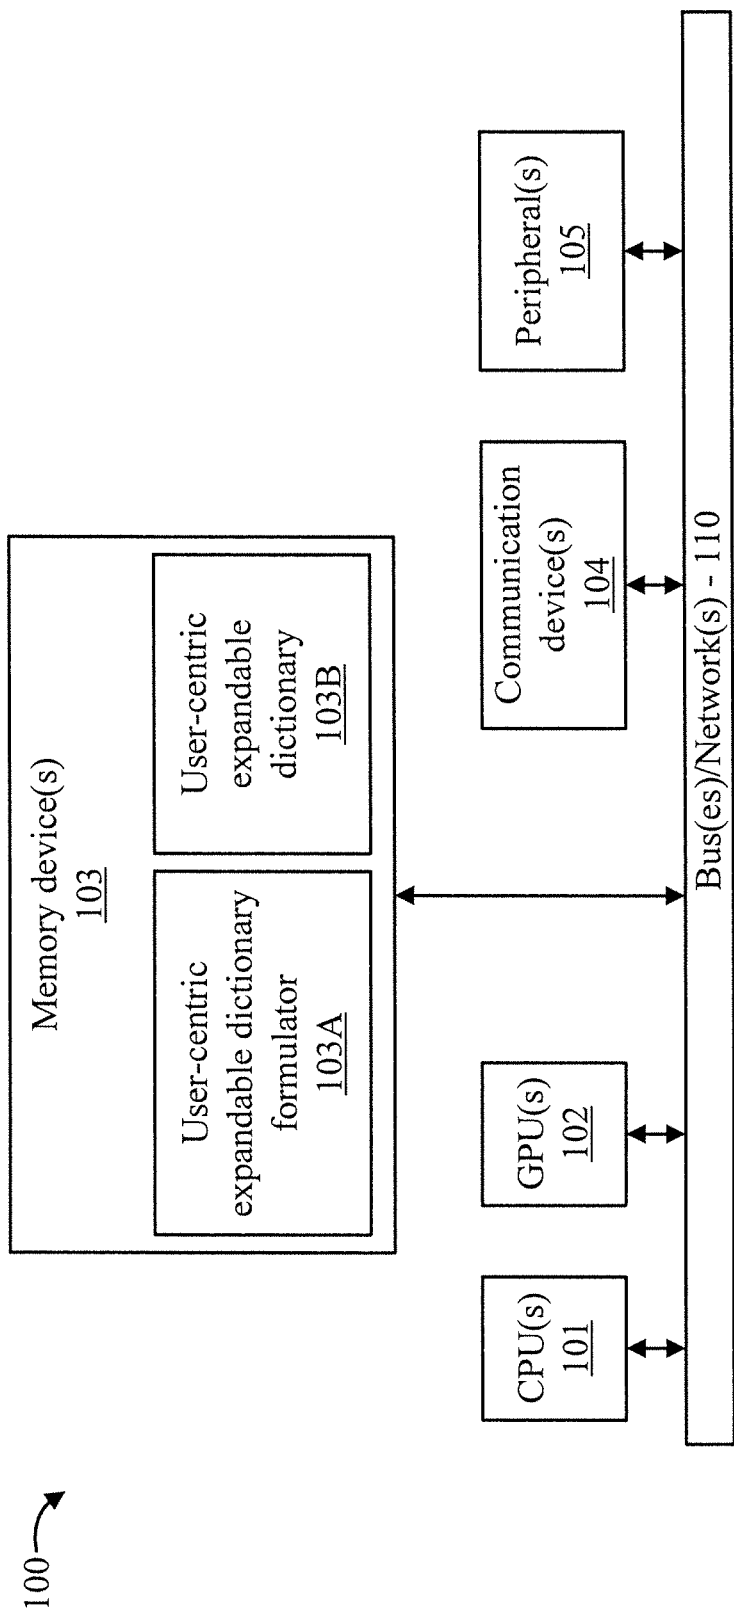 100
Memory device(s)
103
User-centric
expandable dictionary
formulator
103A
User-centric
expandable
dictionary
103B
CPU(s)
101
GPU(s)
102
Communication
device(s)
104
Peripheral(s)
105
Bus(es)/Network(s) - 110